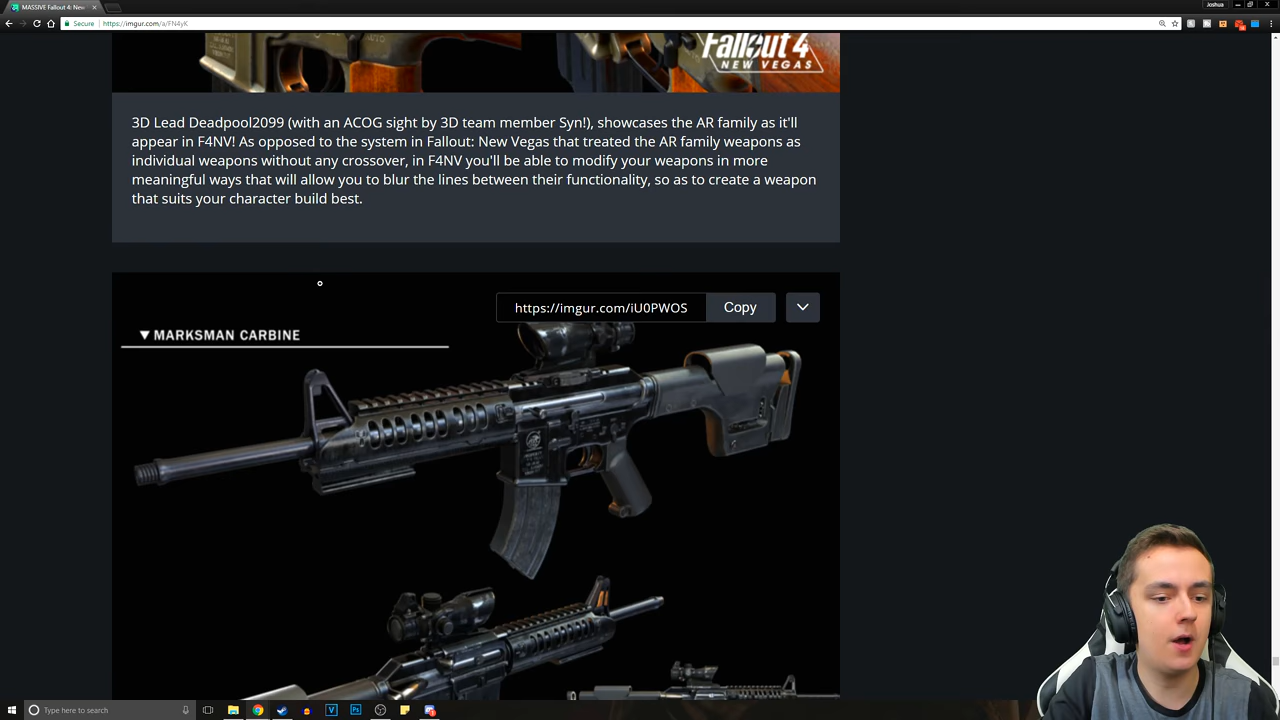 MASSIVE Fallout 4: New
Joshua
Secure
https://imgur.com/a/FN4yK
Fallout 4
NEW VEGAS
3D Lead Deadpool2099 (with an ACOG sight by 3D team member Syn!), showcases the AR family as it'll
appear in F4NV! As opposed to the system in Fallout: New Vegas that treated the AR family weapons as
individual weapons without any crossover, in F4NV you'll be able to modify your weapons in more
meaningful ways that will allow you to blur the lines between their functionality, so as to create a weapon
that suits your character build best.
https://imgur.com/iU0PWOS
Copy
▼ MARKSMAN CARBINE
Type here to search